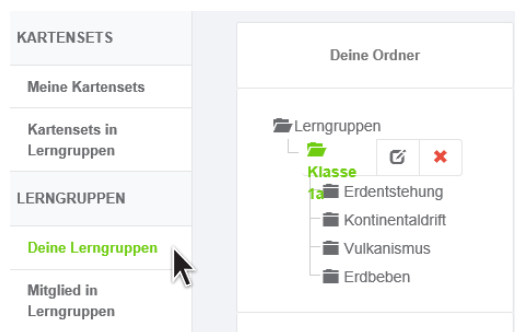 KARTENSETS
Meine Kartensets
Kartensets in
Lerngruppen
LERNGRUPPEN
Deine Lerngruppen
Mitglied in
Lerngruppen
Deine Ordner
Lerngruppen
Klasse
1a
Erdentstehung
Kontinentaldrift
Vulkanismus
Erdbeben